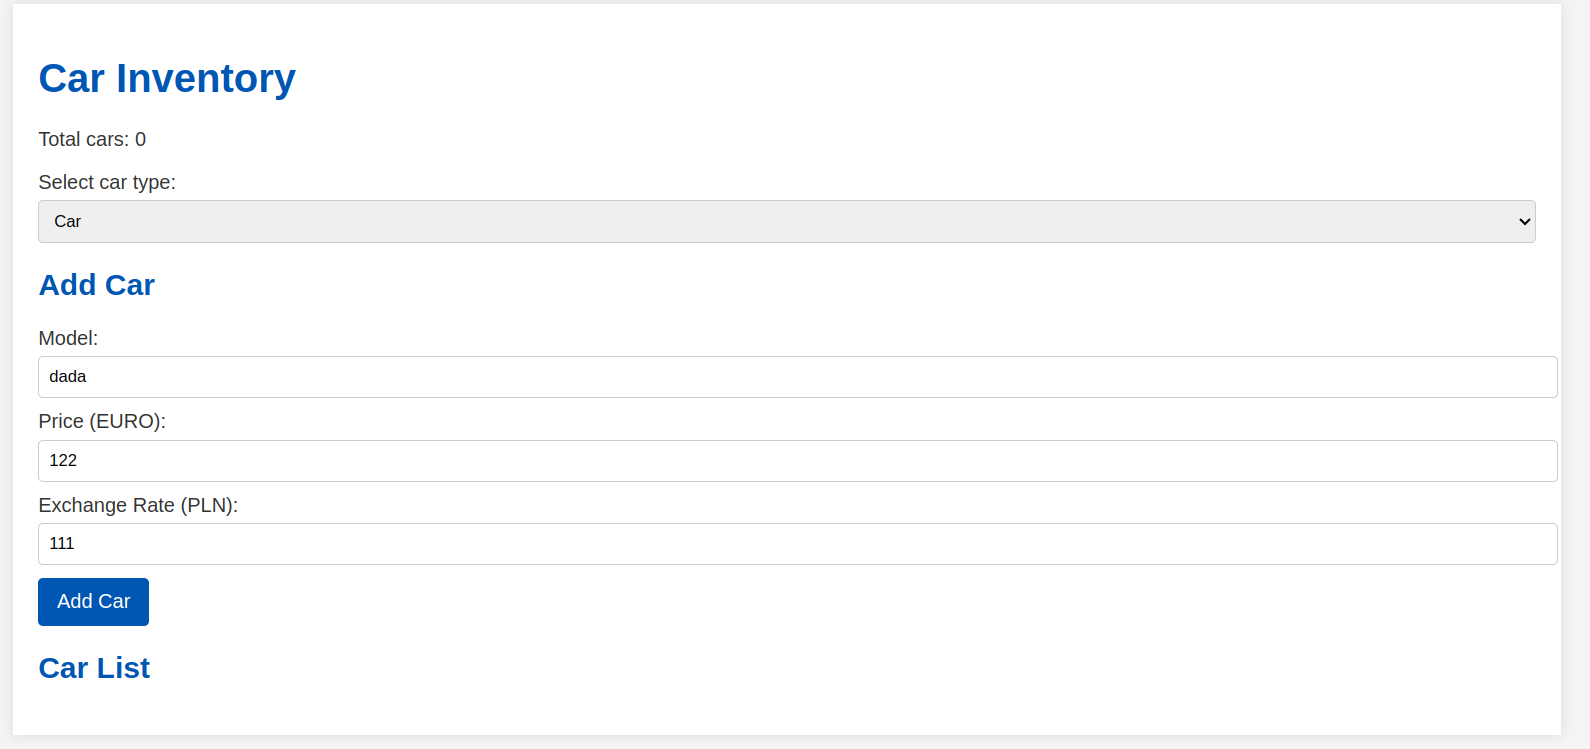 Car Inventory
Total cars: 0
Select car type:
Car
Add Car
Model:
dada
Price (EURO):
122
Exchange Rate (PLN):
111
Add Car
Car List